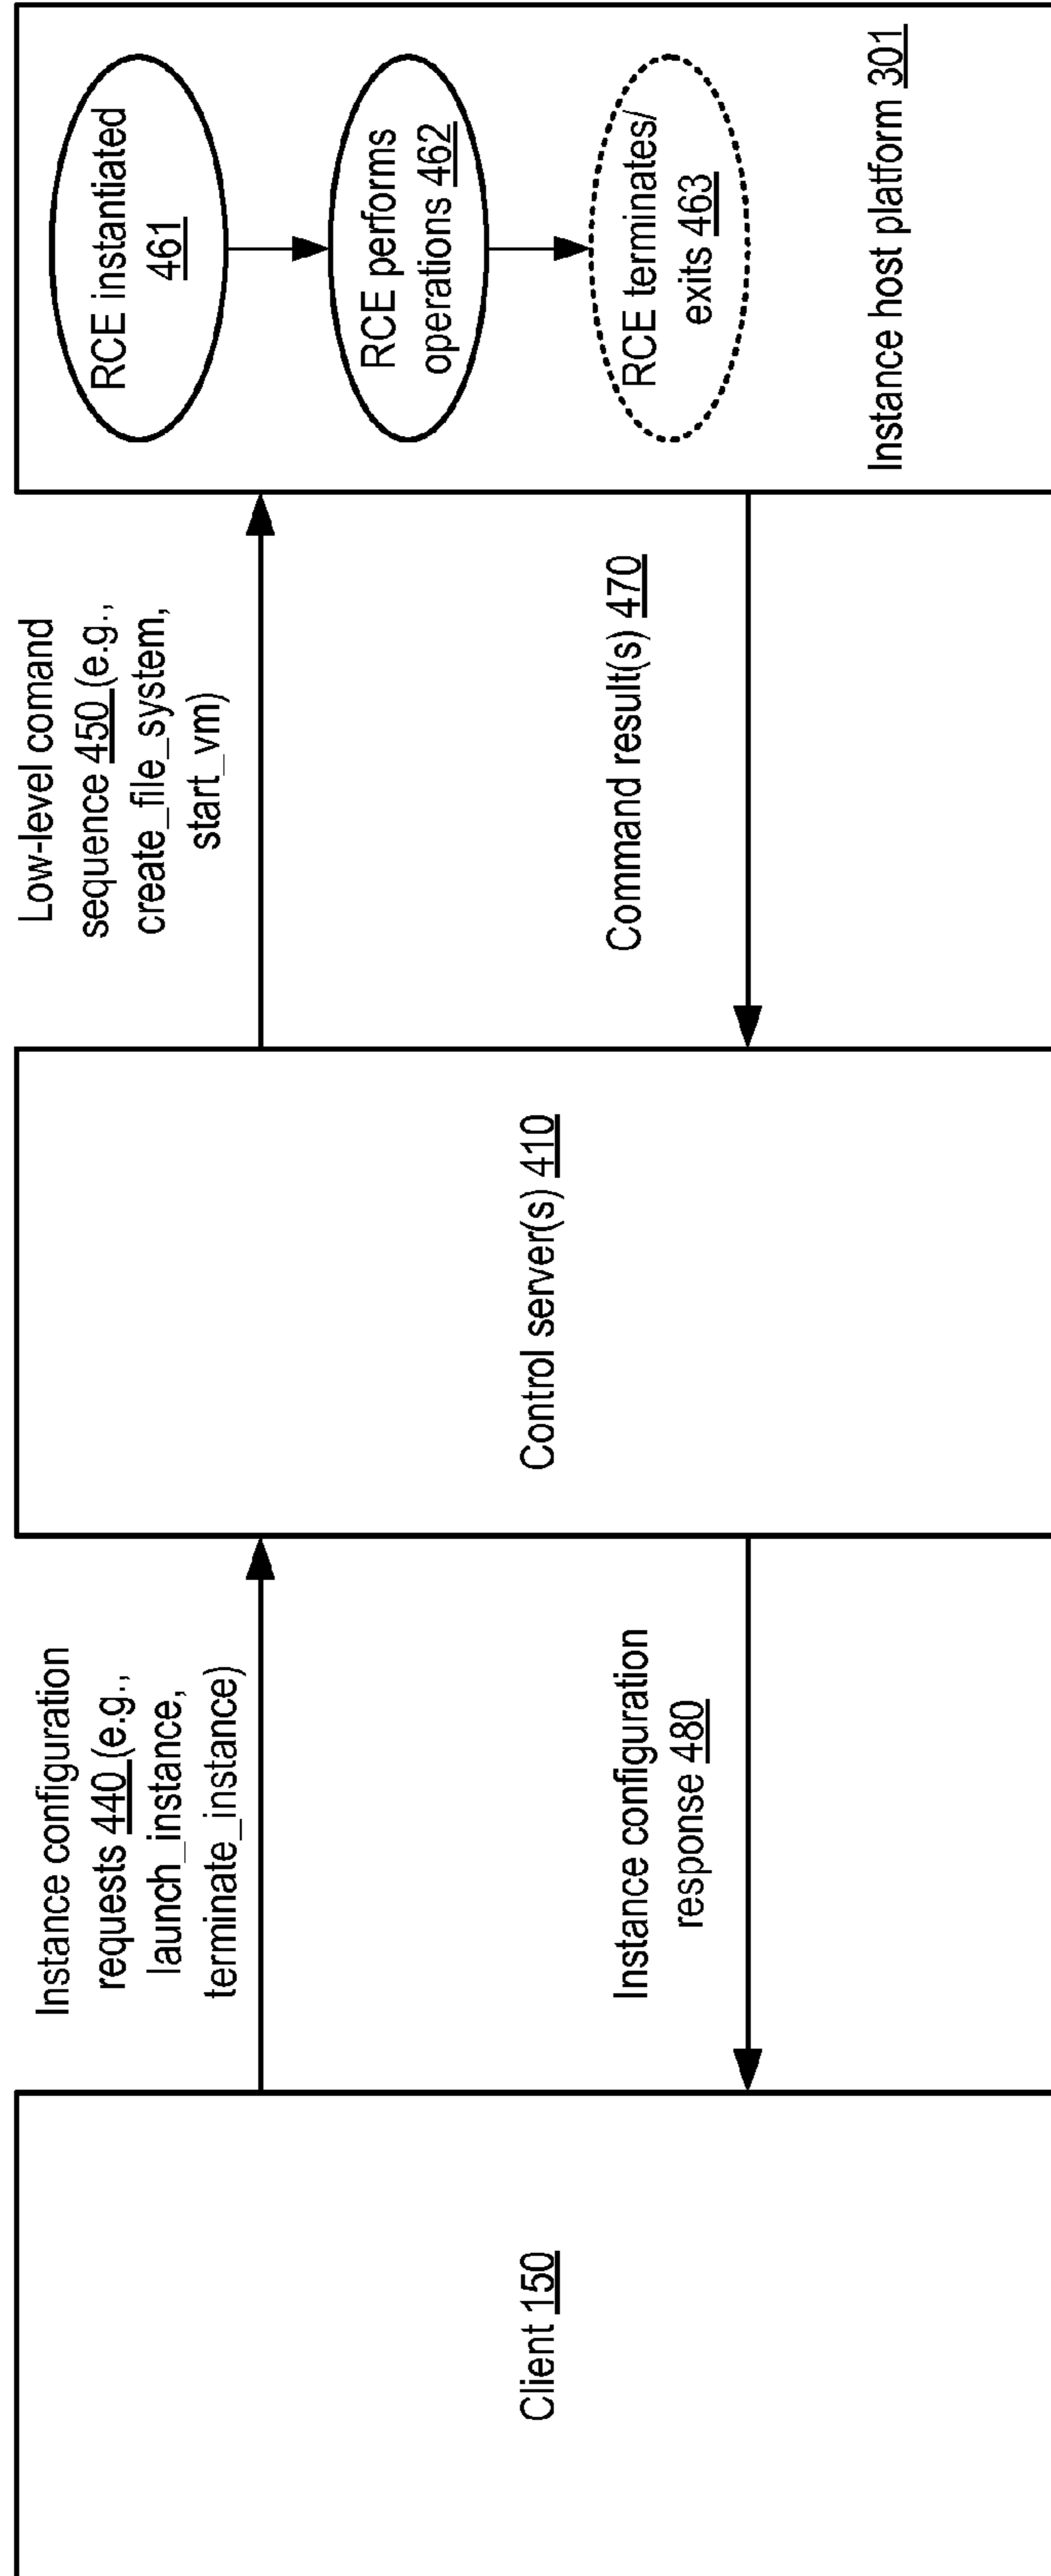 Client 150
Instance configuration
requests 440 (e.g.,
launch_instance,
terminate_instance)
Instance configuration
response 480
Control server(s) 410
Low-level comand
sequence 450 (e.g.,
create_file_system,
start_vm)
Command result(s) 470
RCE instantiated
461
RCE performs
operations 462
RCE terminates/
exits 463
Instance host platform 301